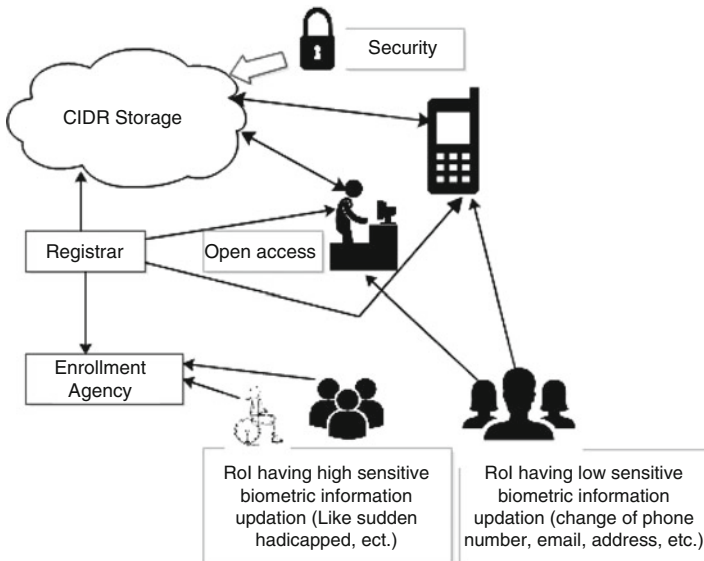 Security
CIDR Storage
Registrar
Open access
Enrollment
Agency
RoI having high sensitive
biometric information
updation (Like sudden
hadicapped, ect.)
RoI having low sensitive
biometric information
updation (change of phone
number, email, address, etc.)